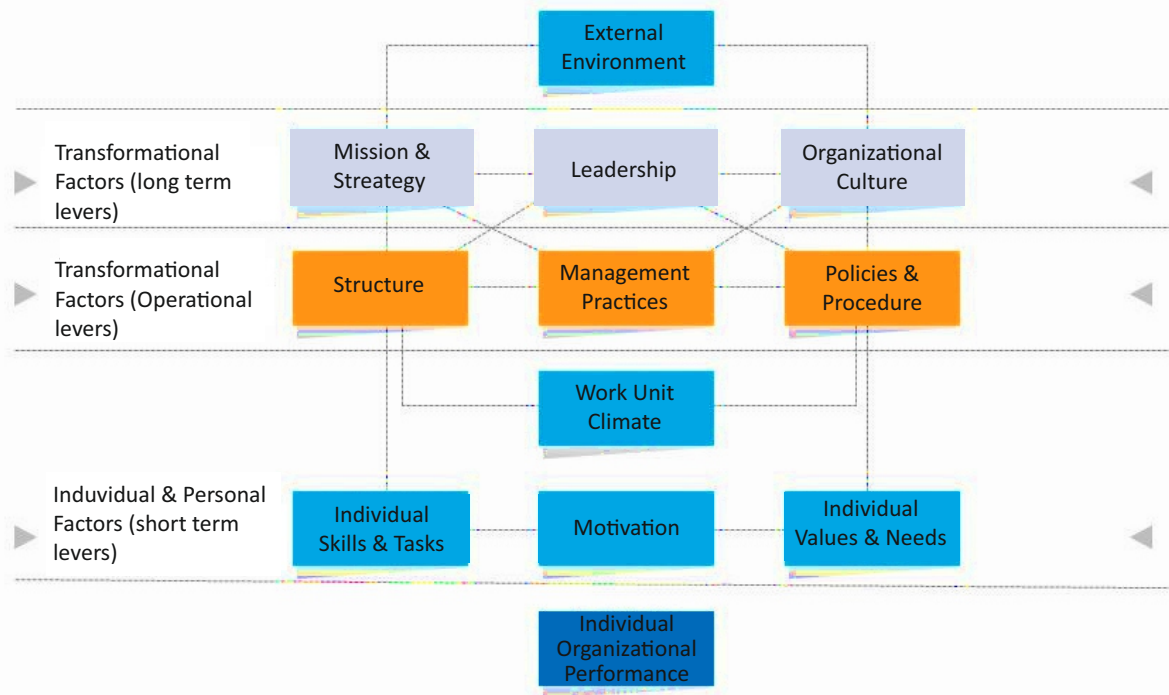 External
Environment
Transformational
Factors (long term
levers)
Mission &
Streategy
Leadership
Organizational
Culture
Transformational
Factors (Operational
levers)
Structure
Management
Practices
Policies &
Procedure
Work Unit
Climate
Induvidual & Personal
Factors (short term
levers)
Individual
Skills & Tasks
Motivation
Individual
Values & Needs
Individual
Organizational
Performance